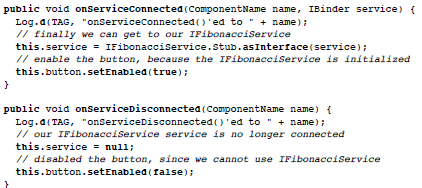 public void onServiceConnected(ComponentName name, IBinder service) {
  Log.d(TAG, "onServiceConnected()'ed to " + name);
  // finally we can get to our IFibonacciService
  this.service = IFibonacciService.Stub.asInterface(service);
  // enable the button, because the IFibonacciService is initialized
  this.button.setEnabled(true);
}

public void onServiceDisconnected(ComponentName name) {
  Log.d(TAG, "onServiceDisconnected()'ed to " + name);
  // our IFibonacciService service is no longer connected
  this.service = null;
  // disabled the button, since we cannot use IFibonacciService
  this.button.setEnabled(false);
}